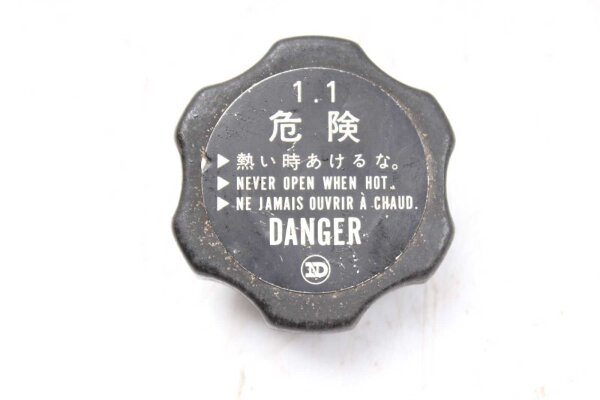 1.1
危険
▶熱い時あけるな。
▶NEVER OPEN WHEN HOT.
▶NE JAMAIS OUVRIR À CHAUD.
DANGER
ND